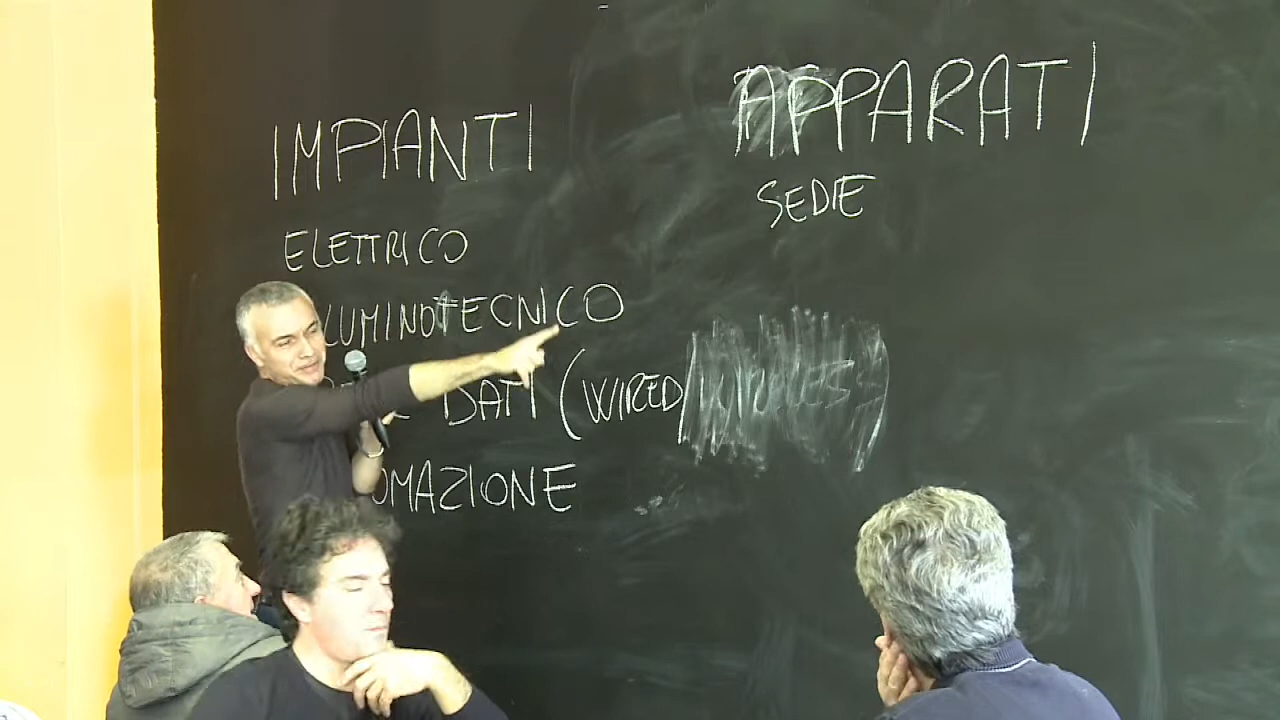 IMPIANTI
ELETTRICO
LUMINOTECNICO
DATI (WIRED/
OMAZIONE
APPARATI
SEDIE